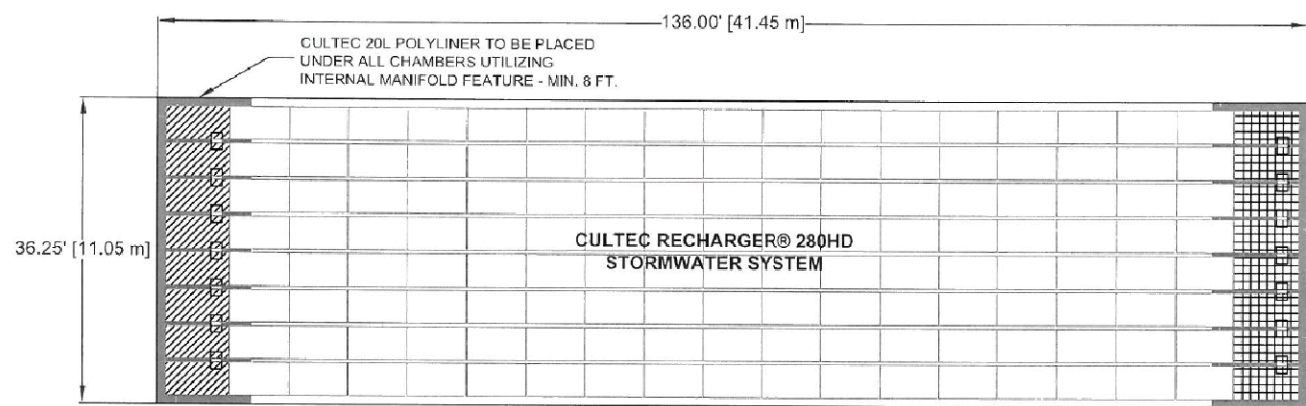 136.00' [41.45 m]
CULTEC 20L POLYLINER TO BE PLACED
UNDER ALL CHAMBERS UTILIZING
INTERNAL MANIFOLD FEATURE - MIN. 8 FT.
36.25' [11.05 m]
CULTEC RECHARGER® 280HD
STORMWATER SYSTEM